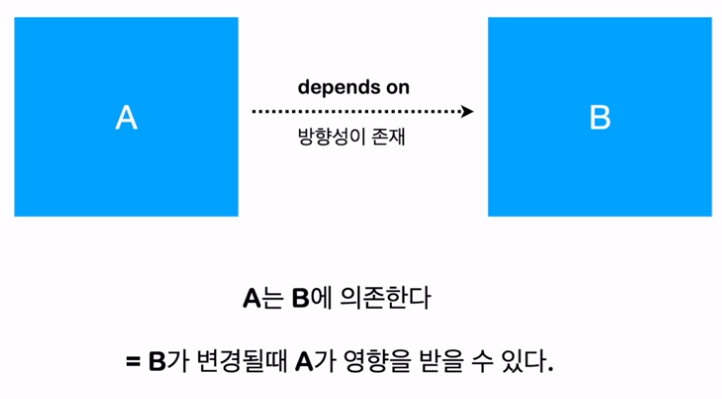 A
depends on
방향성이 존재
B
A는 B에 의존한다
= B가 변경될때 A가 영향을 받을 수 있다.